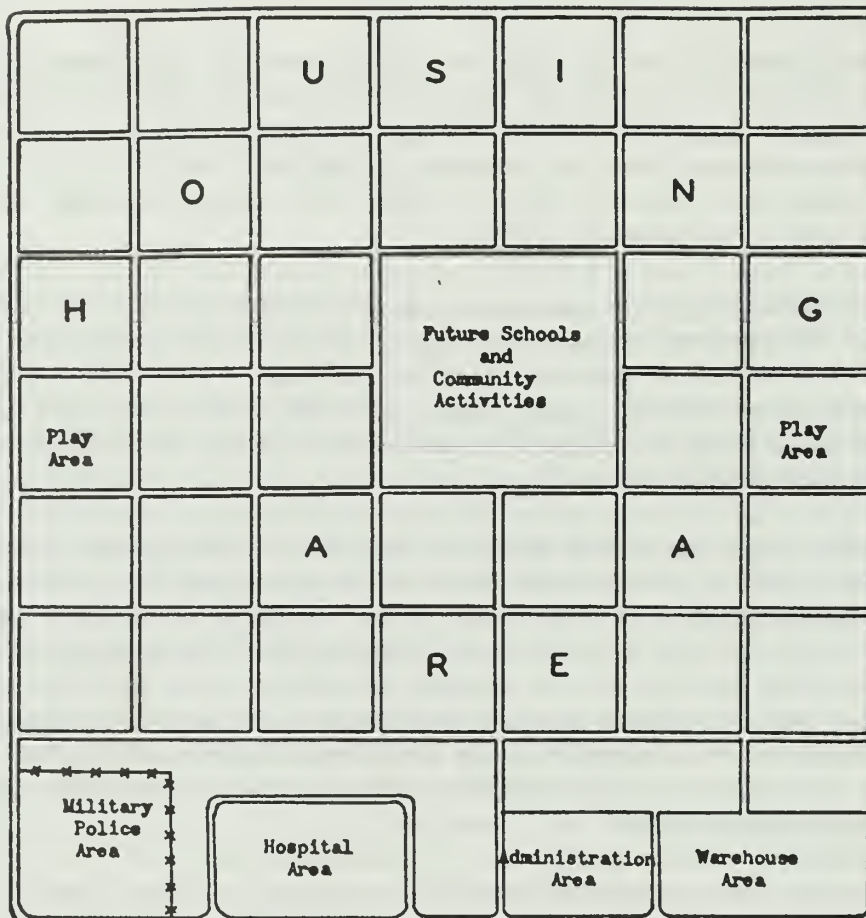 U S I
O N
H G
Future Schools
and
Community
Activities
Play
Area
Play
Area
A A
R E
Military
Police
Area
Hospital
Area
Administration
Area
Warehouse
Area